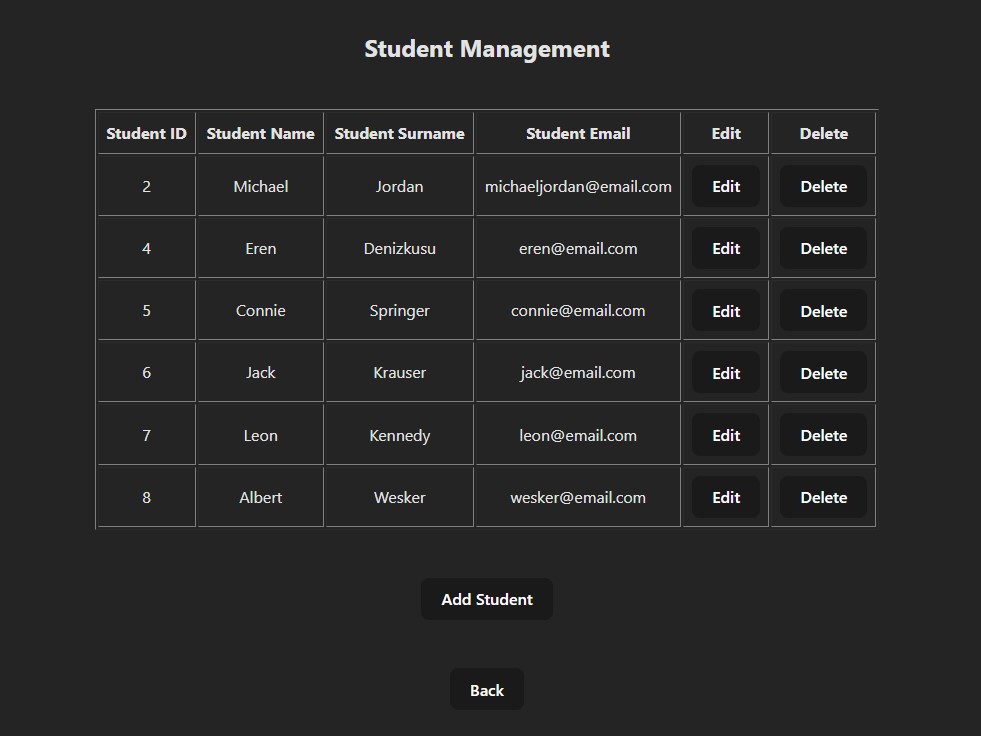 Student Management
Student ID Student Name Student Surname Student Email Edit Delete
2 Michael Jordan michaeljordan@email.com Edit Delete
4 Eren Denizkusu eren@email.com Edit Delete
5 Connie Springer connie@email.com Edit Delete
6 Jack Krauser jack@email.com Edit Delete
7 Leon Kennedy leon@email.com Edit Delete
8 Albert Wesker wesker@email.com Edit Delete
Add Student
Back